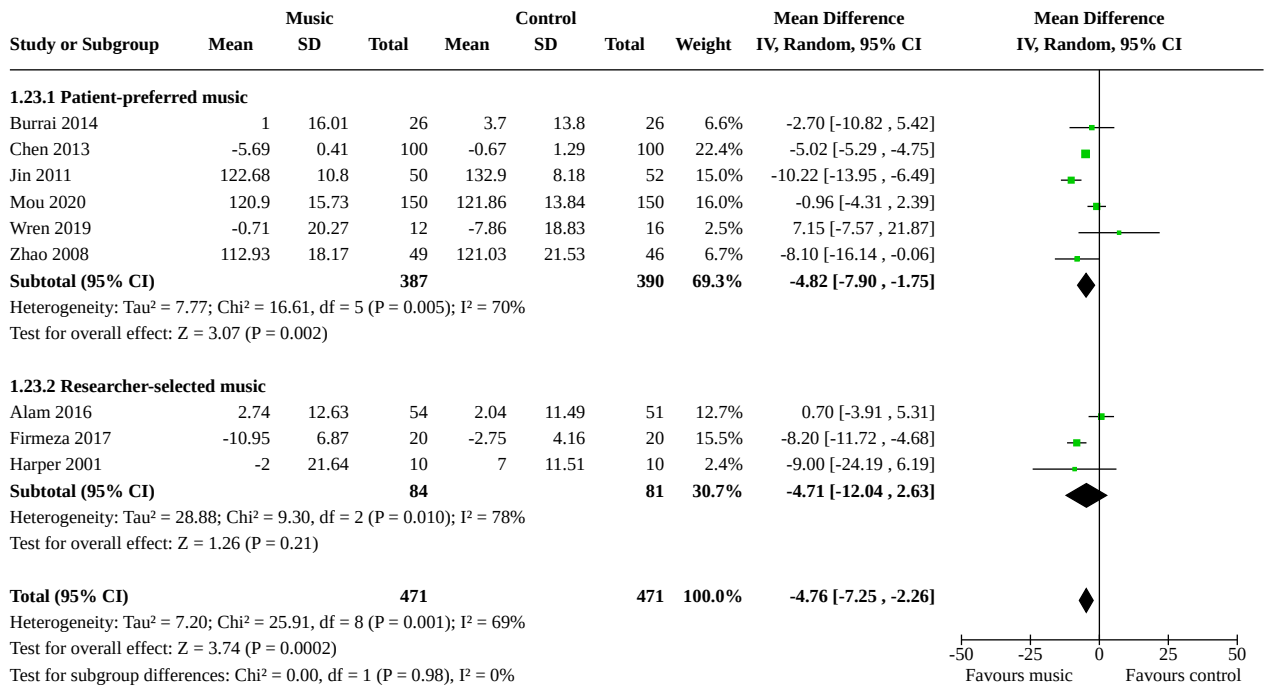 Music Control Mean Difference Mean Difference
Study or Subgroup Mean SD Total Mean SD Total Weight IV, Random, 95% CI IV, Random, 95% CI
1.23.1 Patient-preferred music
Burrai 2014 1 16.01 26 3.7 13.8 26 6.6% -2.70 [-10.82 , 5.42]
Chen 2013 -5.69 0.41 100 -0.67 1.29 100 22.4% -5.02 [-5.29 , -4.75]
Jin 2011 122.68 10.8 50 132.9 8.18 52 15.0% -10.22 [-13.95 , -6.49]
Mou 2020 120.9 15.73 150 121.86 13.84 150 16.0% -0.96 [-4.31 , 2.39]
Wren 2019 -0.71 20.27 12 -7.86 18.83 16 2.5% 7.15 [-7.57 , 21.87]
Zhao 2008 112.93 18.17 49 121.03 21.53 46 6.7% -8.10 [-16.14 , -0.06]
Subtotal (95% CI) 387 390 69.3% -4.82 [-7.90 , -1.75]
Heterogeneity: Tau² = 7.77; Chi² = 16.61, df = 5 (P = 0.005); I² = 70%
Test for overall effect: Z = 3.07 (P = 0.002)
1.23.2 Researcher-selected music
Alam 2016 2.74 12.63 54 2.04 11.49 51 12.7% 0.70 [-3.91 , 5.31]
Firmeza 2017 -10.95 6.87 20 -2.75 4.16 20 15.5% -8.20 [-11.72 , -4.68]
Harper 2001 -2 21.64 10 7 11.51 10 2.4% -9.00 [-24.19 , 6.19]
Subtotal (95% CI) 84 81 30.7% -4.71 [-12.04 , 2.63]
Heterogeneity: Tau² = 28.88; Chi² = 9.30, df = 2 (P = 0.010); I² = 78%
Test for overall effect: Z = 1.26 (P = 0.21)
Total (95% CI) 471 471 100.0% -4.76 [-7.25 , -2.26]
Heterogeneity: Tau² = 7.20; Chi² = 25.91, df = 8 (P = 0.001); I² = 69%
Test for overall effect: Z = 3.74 (P = 0.0002)
-50 -25 0 25 50
Test for subgroup differences: Chi² = 0.00, df = 1 (P = 0.98), I² = 0%
Favours music Favours control